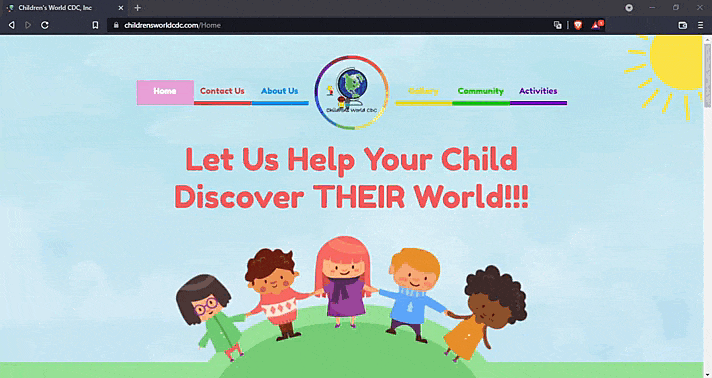 Children's World CDC, Inc
childrensworldcdc.com/Home
Home
Contact Us
About Us
Children's World CDC
Gallery
Community
Activities
Let Us Help Your Child
Discover THEIR World!!!